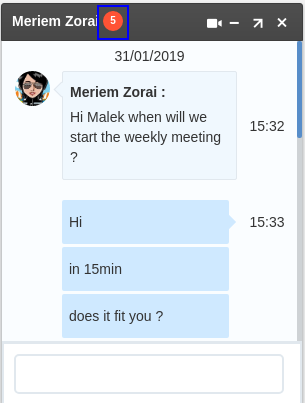 Meriem Zorai 5
31/01/2019
Meriem Zorai :
Hi Malek when will we
start the weekly meeting
?
15:32
Hi
15:33
in 15min
does it fit you ?